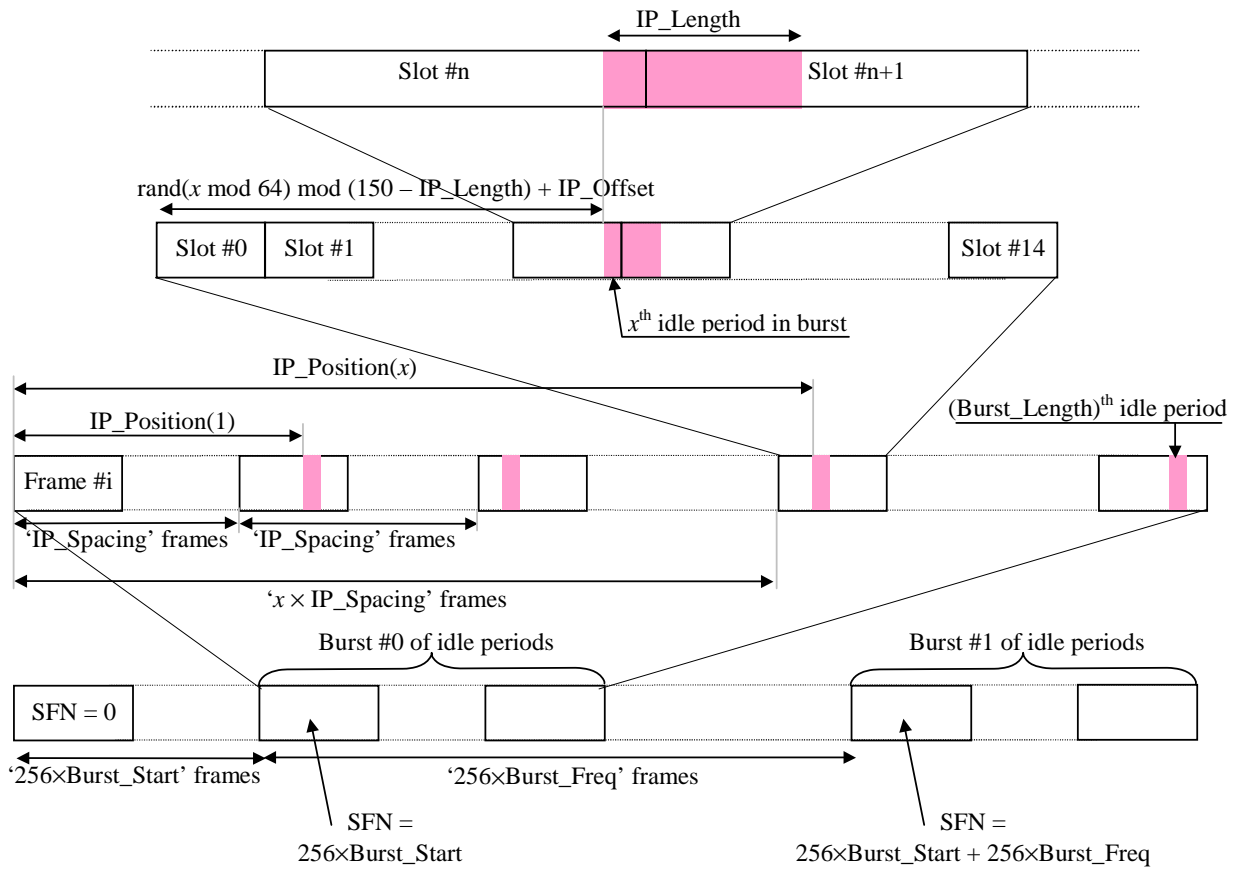 IP_Length
Slot #n
Slot #n+1
rand(x mod 64) mod (150 – IP_Length) + IP_Offset
Slot #0
Slot #1
Slot #14
xth idle period in burst
IP_Position(x)
IP_Position(1)
(Burst_Length)th idle period
Frame #i
‘IP_Spacing’ frames
‘IP_Spacing’ frames
‘x × IP_Spacing’ frames
Burst #0 of idle periods
Burst #1 of idle periods
SFN = 0
‘256×Burst_Start’ frames
‘256×Burst_Freq’ frames
SFN =
256×Burst_Start
SFN =
256×Burst_Start + 256×Burst_Freq